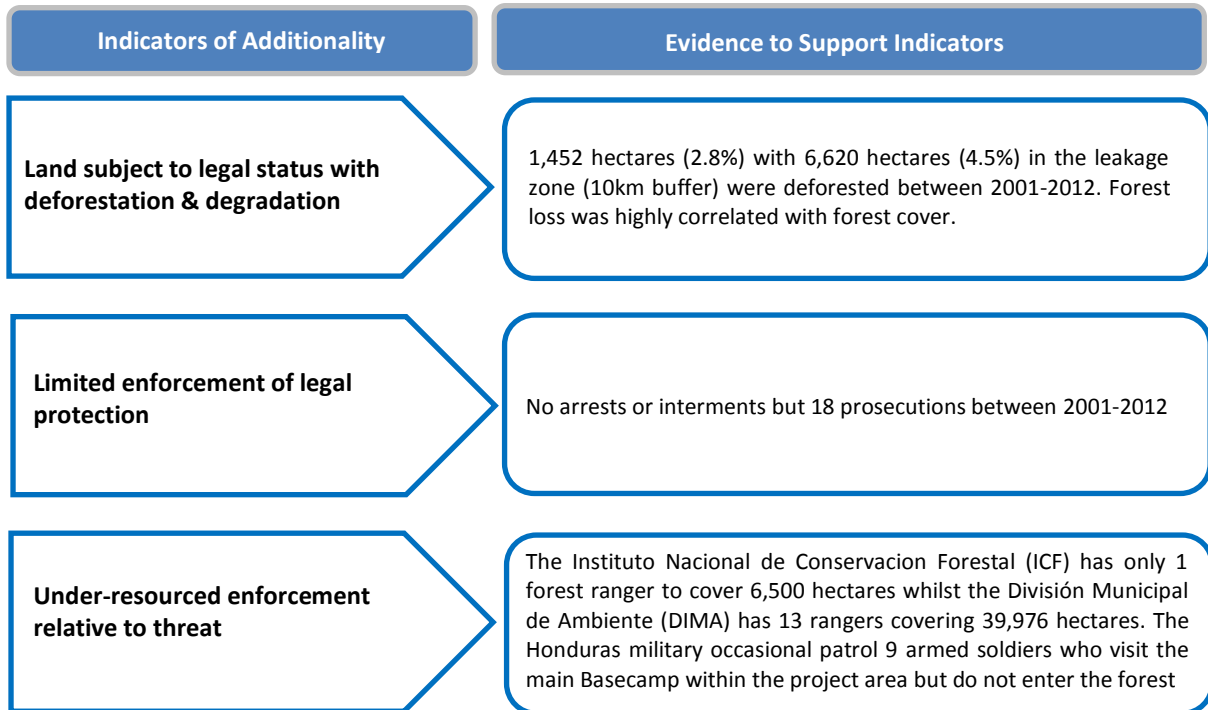 Indicators of Additionality
Evidence to Support Indicators
Land subject to legal status with
deforestation & degradation
1,452 hectares (2.8%) with 6,620 hectares (4.5%) in the leakage
zone (10km buffer) were deforested between 2001-2012. Forest
loss was highly correlated with forest cover.
Limited enforcement of legal
protection
No arrests or interments but 18 prosecutions between 2001-2012
Under-resourced enforcement
relative to threat
The Instituto Nacional de Conservacion Forestal (ICF) has only 1
forest ranger to cover 6,500 hectares whilst the División Municipal
de Ambiente (DIMA) has 13 rangers covering 39,976 hectares. The
Honduras military occasional patrol 9 armed soldiers who visit the
main Basecamp within the project area but do not enter the forest